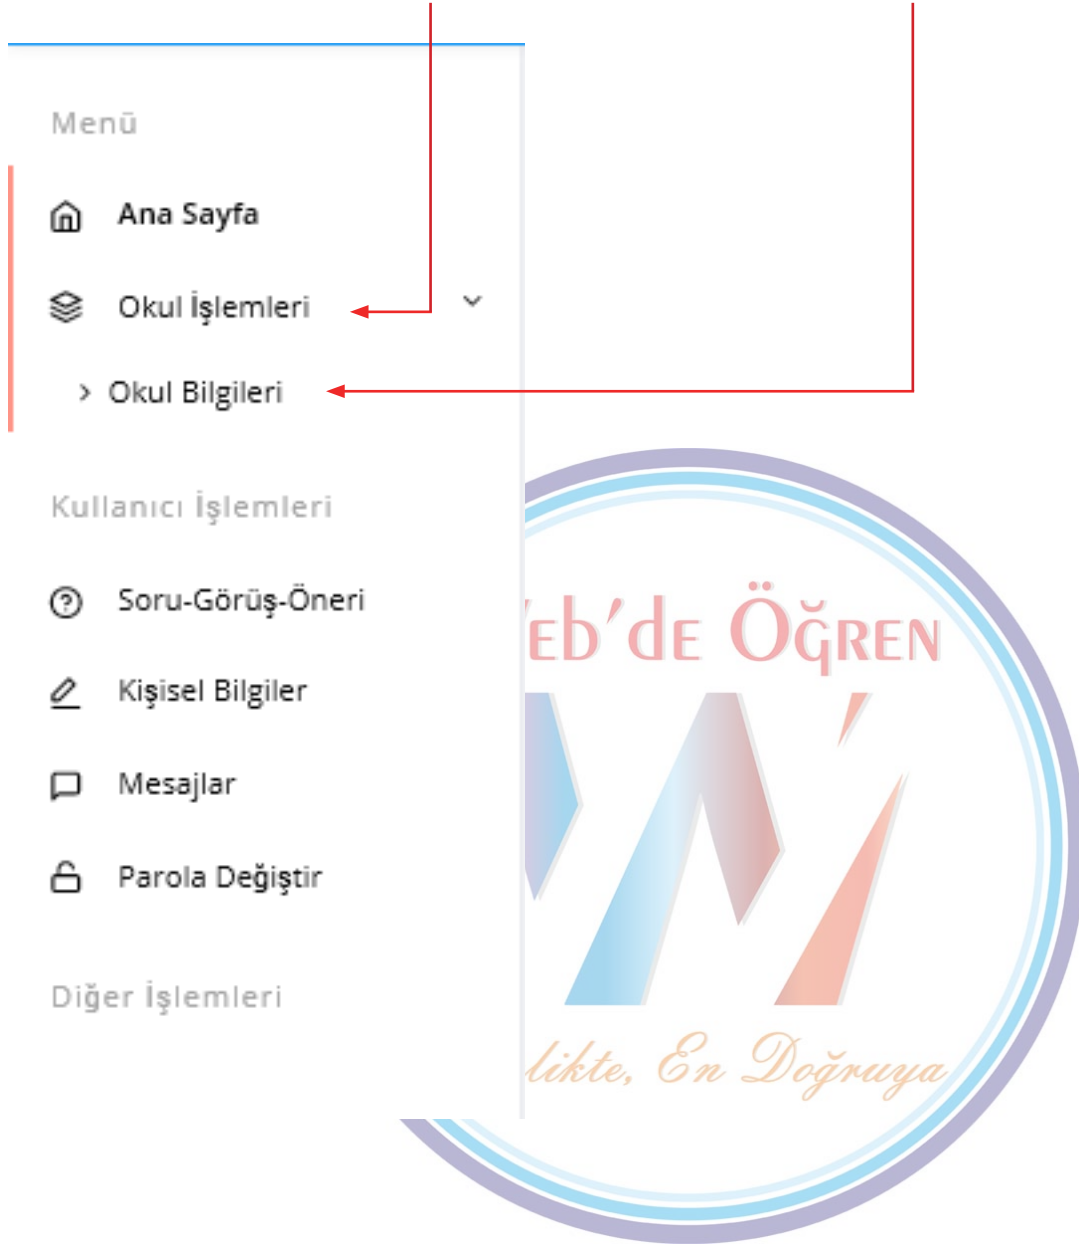 Menü
Ana Sayfa
Okul İşlemleri
Okul Bilgileri
Kullanıcı İşlemleri
Soru-Görüş-Öneri
Kişisel Bilgiler
Mesajlar
Parola Değiştir
Diğer İşlemleri
eb'de Öğren
likte, En Doğruya